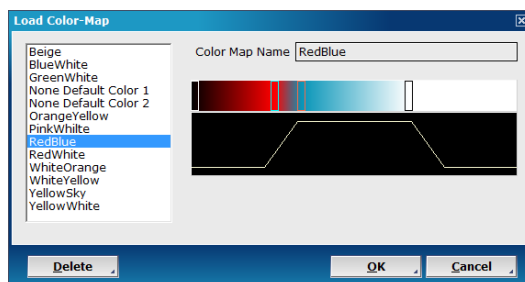 Load Color-Map
Color Map Name RedBlue
Beige
BlueWhite
GreenWhite
None Default Color 1
None Default Color 2
OrangeYellow
PinkWhilte
RedBlue
RedWhite
WhiteOrange
WhiteYellow
YellowSky
YellowWhite
Delete
OK
Cancel